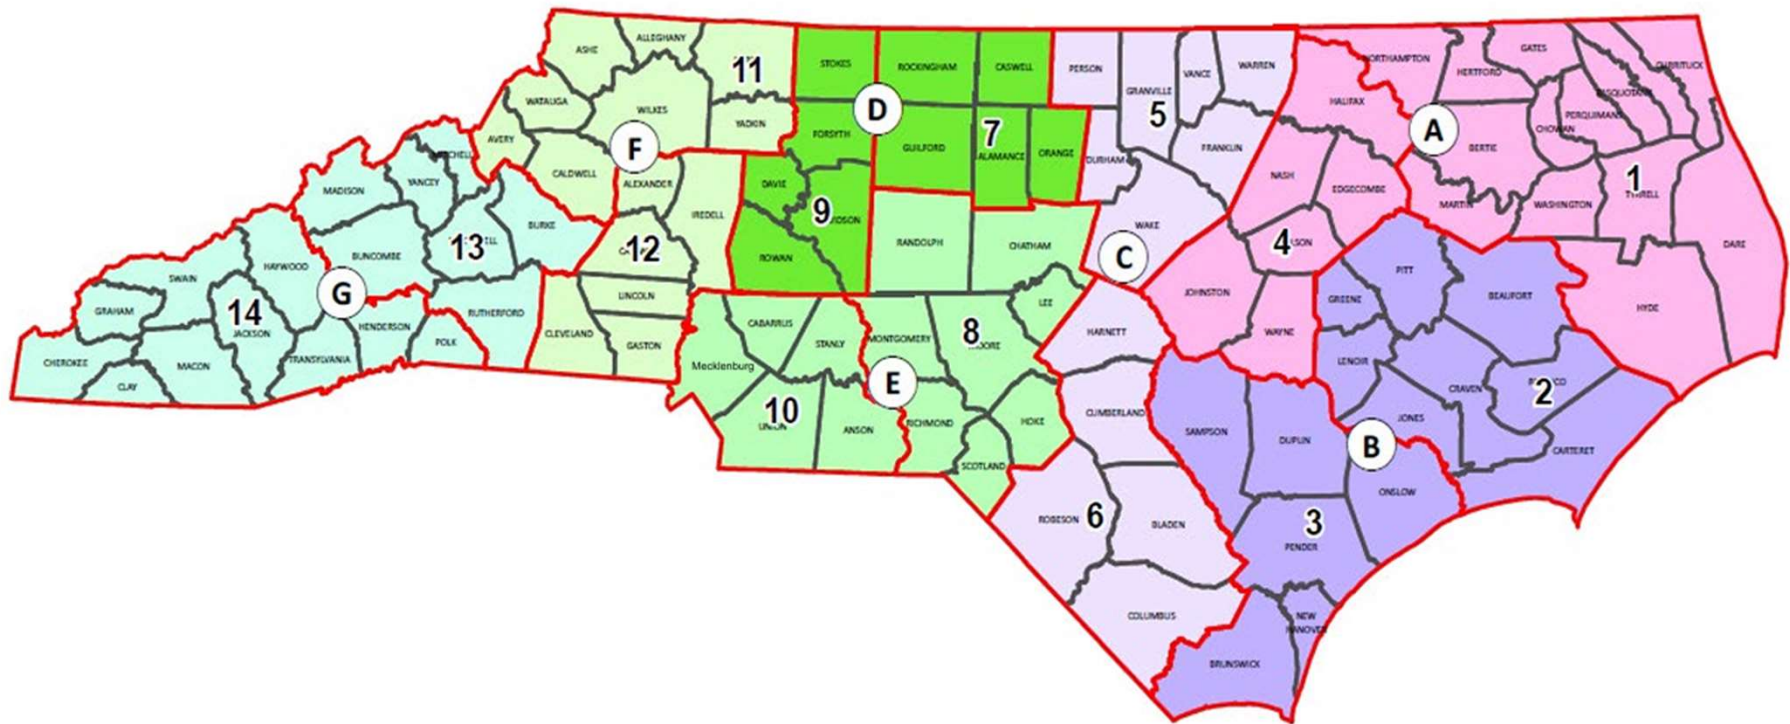 ASHE
ALLEGHANY
11
STOKES
ROCKINGHAM
CASWELL
PERSON
GRANVILLE
VANCE
WARREN
NORTHAMPTON
GATES
HERTFORD
WATAUGA
WILKES
YADKIN
D
FORSYTH
GUILFORD
7
ALAMANCE
ORANGE
5
DURHAM
FRANKLIN
HALIFAX
A
BERTIE
CHOWAN
PERQUIMANS
AVERY
F
CALDWELL
ALEXANDER
IREDELL
DAVIE
9
ROWAN
RANDOLPH
CHATHAM
WAKE
C
NASH
EDGECOMBE
MARTIN
WASHINGTON
1
DARE
MADISON
YANCEY
BURKE
BUNCOMBE
13
12
LINCOLN
CLEVELAND
GASTON
HAYWOOD
SWAIN
GRAHAM
14
JACKSON
G
HENDERSON
RUTHERFORD
POLK
TRANSYLVANIA
MACON
CHEROKEE
CLAY
CABARRUS
STANLY
Mecklenburg
10
ANSON
MONTGOMERY
E
RICHMOND
8
LEE
HOKE
SCOTLAND
HARNETT
CUMBERLAND
6
ROBESON
BLADEN
COLUMBUS
4
JOHNSTON
WAYNE
GREENE
PITT
BEAUFORT
HYDE
LENOIR
CRAVEN
2
JONES
CARTERET
SAMPSON
DUPLIN
B
ONSLOW
3
PENDER
NEW
HANOVER
BRUNSWICK